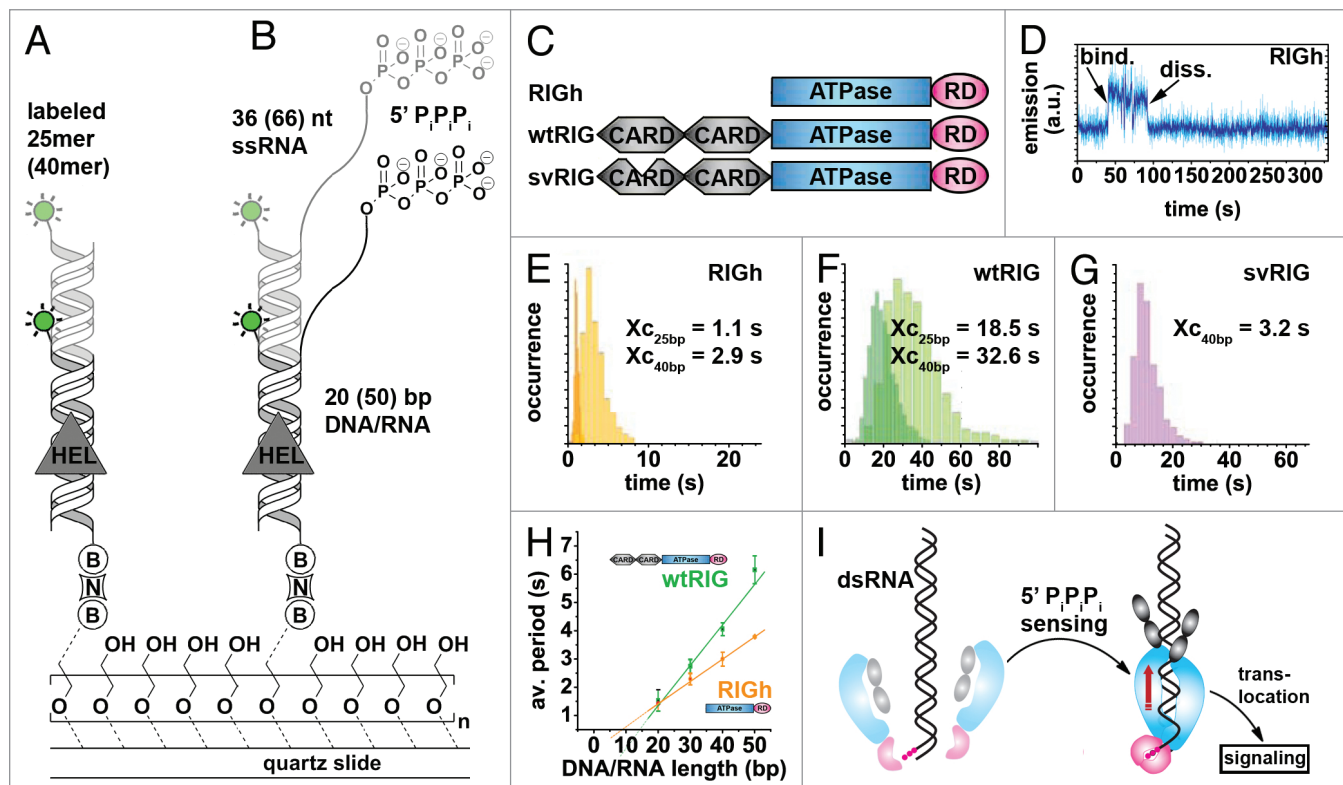 A
labeled
25mer
(40mer)
HEL
B
N
B
B
36 (66) nt
ssRNA
5' PiPiPi
20 (50) bp
DNA/RNA
HEL
B
N
B
OH OH OH OH OH OH OH OH
O O O O O O O O O
n
quartz slide
O O O
P P P
O O O O O O O
O O O
P P P
O O O O O O O
C
RIGh
ATPase
RD
wtRIG
CARD
CARD
ATPase
RD
svRIG
CARD
CARD
ATPase
RD
D
RIGh
bind.
diss.
emission
(a.u.)
0 50 100 150 200 250 300
time (s)
E
RIGh
Xc25bp = 1.1 s
Xc40bp = 2.9 s
occurrence
0 10 20
time (s)
F
wtRIG
Xc25bp = 18.5 s
Xc40bp = 32.6 s
occurrence
0 20 40 60 80
time (s)
G
svRIG
Xc40bp = 3.2 s
occurrence
0 20 40 60
time (s)
H
CARD CARD ATPase RD
wtRIG
RIGh
ATPase RD
av. period (s)
7
6
5
4
3
2
1
0 10 20 30 40 50
DNA/RNA length (bp)
I
dsRNA
5' PiPiPi
sensing
trans-
location
signaling